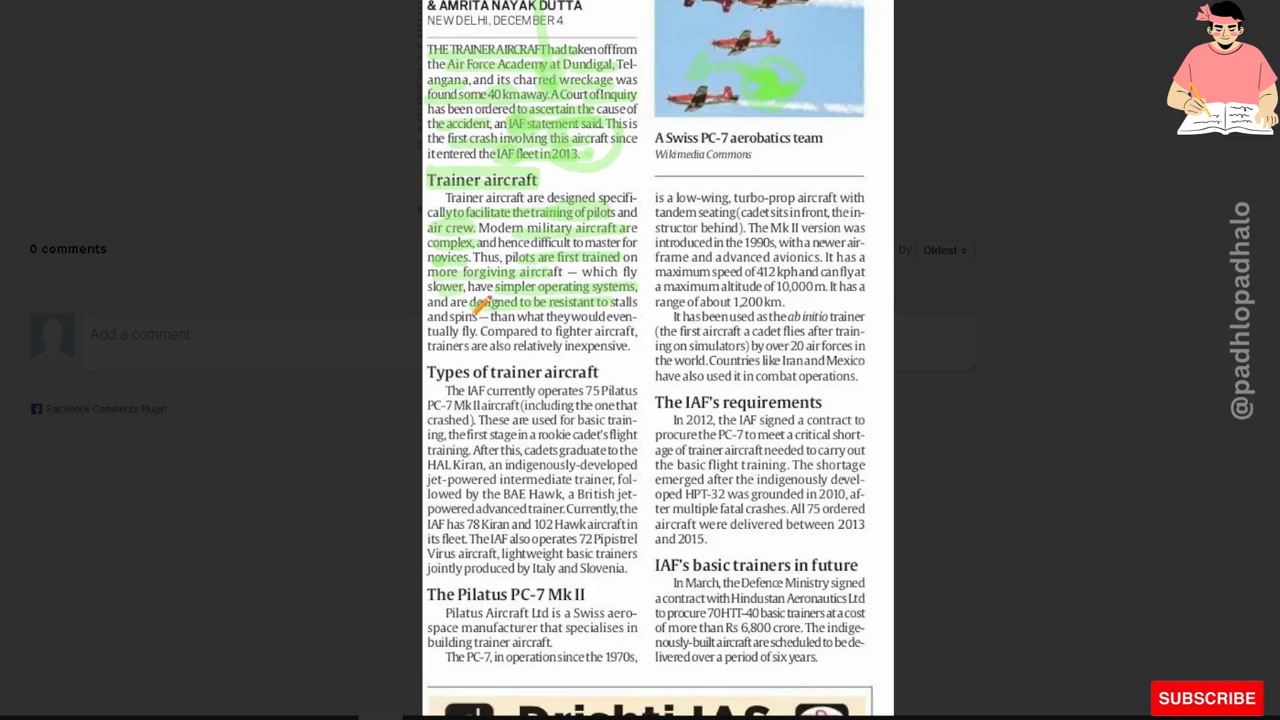 & AMRITA NAYAK DUTTA
NEW DELHI, DECEMBER 4
THE TRAINER AIRCRAFT had taken off from
the Air Force Academy at Dundigal, Tel-
angana, and its charred wreckage was
found some 40 km away. A Court of Inquiry
has been ordered to ascertain the cause of
the accident, an IAF statement said. This is
the first crash involving this aircraft since
it entered the IAF fleet in 2013.
Trainer aircraft
Trainer aircraft are designed specifi-
cally to facilitate the training of pilots and
air crew. Modern military aircraft are
complex, and hence difficult to master for
novices. Thus, pilots are first trained on
more forgiving aircraft — which fly
slower, have simpler operating systems,
and are designed to be resistant to stalls
and spins — than what they would even-
tually fly. Compared to fighter aircraft,
trainers are also relatively inexpensive.
Types of trainer aircraft
The IAF currently operates 75 Pilatus
PC-7 Mk II aircraft (including the one that
crashed). These are used for basic train-
ing, the first stage in a rookie cadet's flight
training. After this, cadets graduate to the
HAL Kiran, an indigenously-developed
jet-powered intermediate trainer, fol-
lowed by the BAE Hawk, a British jet-
powered advanced trainer. Currently, the
IAF has 78 Kiran and 102 Hawk aircraft in
its fleet. The IAF also operates 72 Pipistrel
Virus aircraft, lightweight basic trainers
jointly produced by Italy and Slovenia.
The Pilatus PC-7 Mk II
Pilatus Aircraft Ltd is a Swiss aero-
space manufacturer that specialises in
building trainer aircraft.
The PC-7, in operation since the 1970s,
A Swiss PC-7 aerobatics team
Wikimedia Commons
is a low-wing, turbo-prop aircraft with
tandem seating (cadet sits in front, the in-
structor behind). The Mk II version was
introduced in the 1990s, with a newer air-
frame and advanced avionics. It has a
maximum speed of 412 kph and can fly at
a maximum altitude of 10,000 m. It has a
range of about 1,200 km.
It has been used as the ab initio trainer
(the first aircraft a cadet flies after train-
ing on simulators) by over 20 air forces in
the world. Countries like Iran and Mexico
have also used it in combat operations.
The IAF's requirements
In 2012, the IAF signed a contract to
procure the PC-7 to meet a critical short-
age of trainer aircraft needed to carry out
the basic flight training. The shortage
emerged after the indigenously devel-
oped HPT-32 was grounded in 2010, af-
ter multiple fatal crashes. All 75 ordered
aircraft were delivered between 2013
and 2015.
IAF's basic trainers in future
In March, the Defence Ministry signed
a contract with Hindustan Aeronautics Ltd
to procure 70 HTT-40 basic trainers at a cost
of more than Rs 6,800 crore. The indige-
nously-built aircraft are scheduled to be de-
livered over a period of six years.
Drishti IAS
0 comments
by Oldest
Add a comment...
Facebook Comments Plugin
@padhlopadhalo
SUBSCRIBE